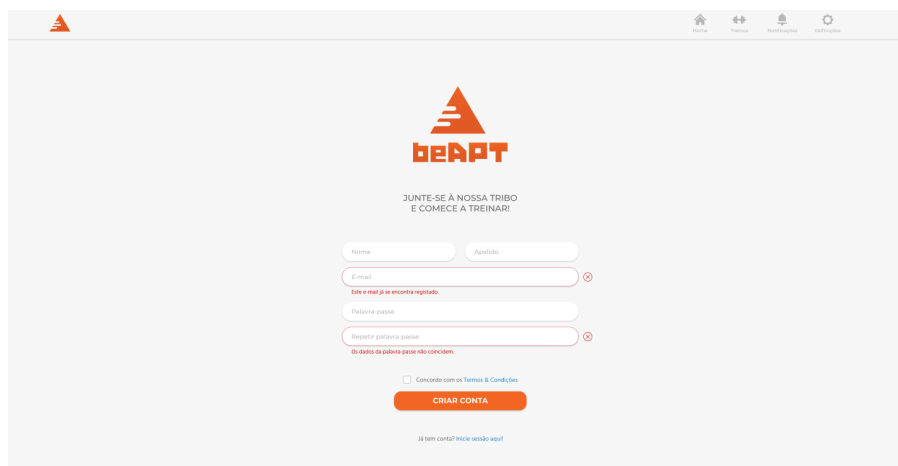 Home Treinos Notificações Definições
beAPT
JUNTE-SE À NOSSA TRIBO
E COMECE A TREINAR!
Nome Apelido
E-mail
Este e-mail já se encontra registado.
Palavra-passe
Repetir palavra-passe
Os dados da palavra-passe não coincidem.
Concordo com os Termos & Condições
CRIAR CONTA
Já tem conta? Inicie sessão aqui!